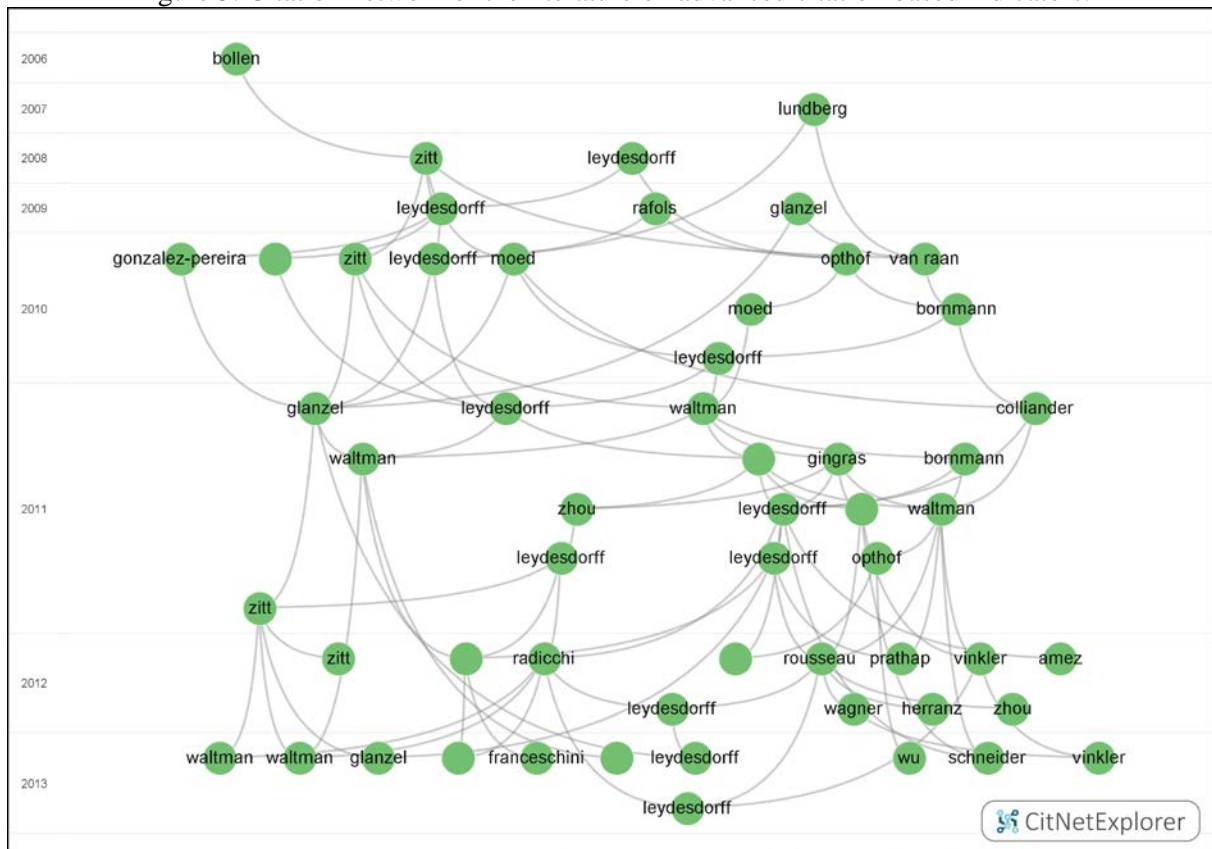 2006 bollen
2007 lundberg
2008 zitt leydesdorff
2009 leydesdorff rafols glanzel
gonzalez-pereira zitt leydesdorff moed opthof van raan
2010 moed bornmann
leydesdorff
glanzel leydesdorff waltman colliander
waltman gingras bornmann
2011 zhou leydesdorff waltman
leydesdorff leydesdorff opthof
zitt
zitt radicchi rousseau prathap vinkler amez
2012
leydesdorff wagner herranz zhou
waltman waltman glanzel franceschini leydesdorff wu schneider vinkler
2013
leydesdorff
CitNetExplorer